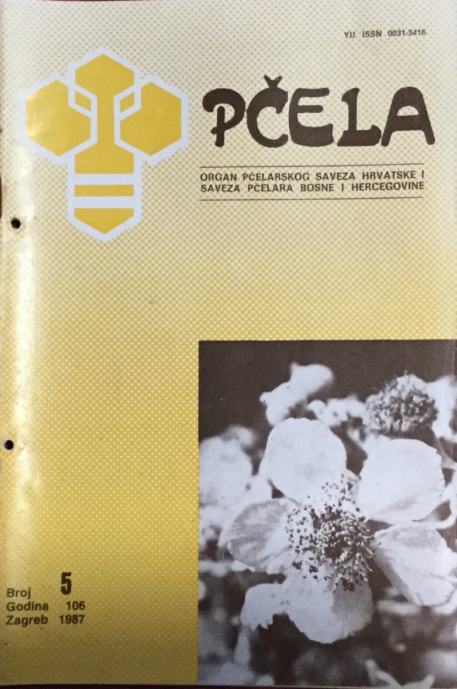 YU ISSN 0031-3416
PČELA
ORGAN PČELARSKOG SAVEZA HRVATSKE I
SAVEZA PČELARA BOSNE I HERCEGOVINE
Broj 5
Godina 106
Zagreb 1987